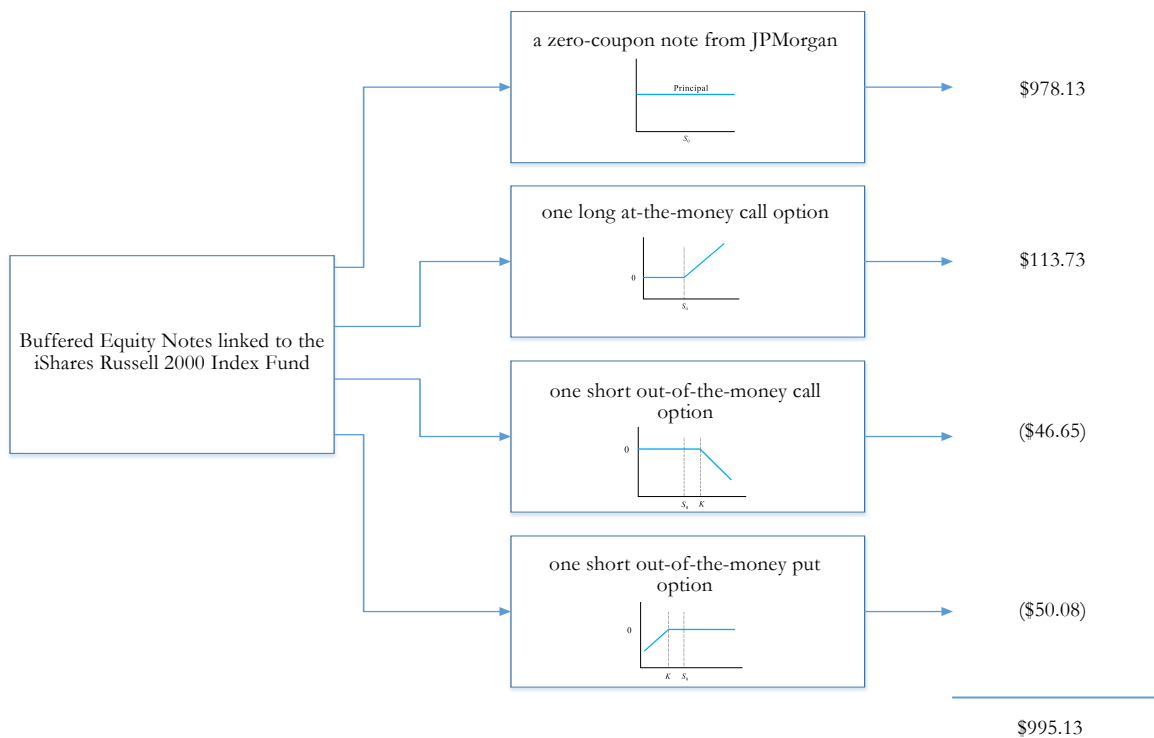 a zero-coupon note from JPMorgan
Principal
S0
$978.13
one long at-the-money call option
0
S0
$113.73
Buffered Equity Notes linked to the
iShares Russell 2000 Index Fund
one short out-of-the-money call
option
0
S0 K
($46.65)
one short out-of-the-money put
option
0
K S0
($50.08)
$995.13